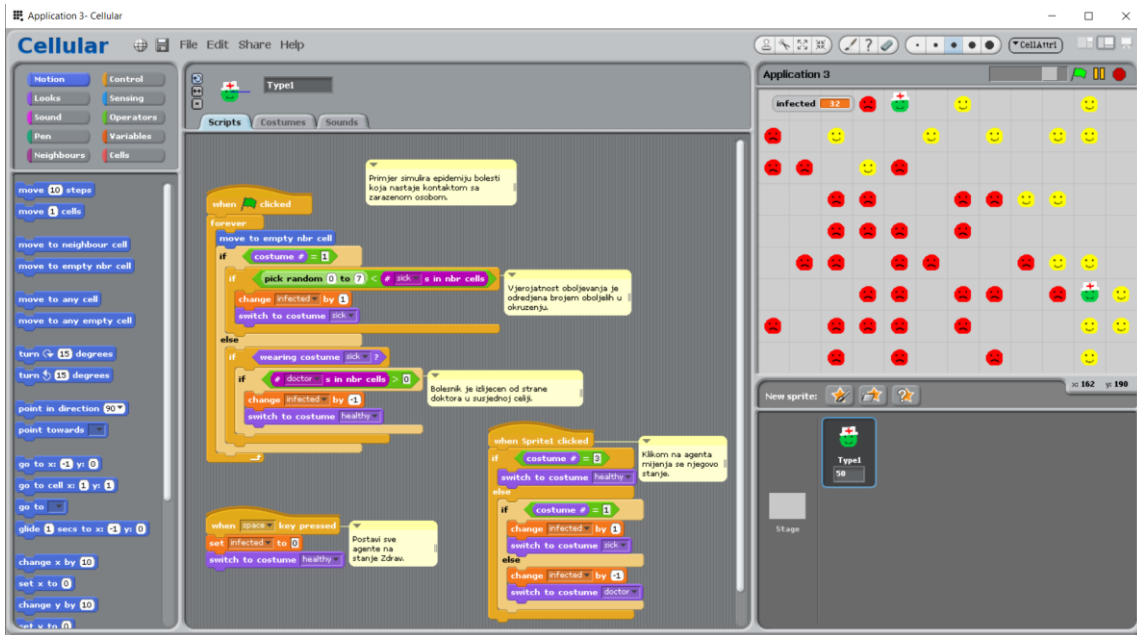 Application 3- Cellular
Cellular
File Edit Share Help
CellAttri
Motion
Control
Looks
Sensing
Sound
Operators
Pen
Variables
Neighbours
Cells
move 10 steps
move 1 cells
move to neighbour cell
move to empty nbr cell
move to any cell
move to any empty cell
turn 15 degrees
turn 15 degrees
point in direction 90
point towards
go to x: -1 y: 0
go to cell x: 1 y: 1
go to
glide 1 secs to x: -1 y: 0
change x by 10
set x to 0
change y by 10
set y to 0
Type1
Scripts
Costumes
Sounds
Primjer simulira epidemiju bolesti
koja nastaje kontaktom sa
zarazenom osobom.
when clicked
forever
move to empty nbr cell
if costume # = 1
if pick random 0 to 7 < # sick s in nbr cells
change infected by 1
switch to costume sick
else
if wearing costume sick ?
if # doctor s in nbr cells > 0
change infected by -1
switch to costume healthy
Vjerojatnost oboljevanja je
odredjena brojem oboljelih u
okruzenju.
Bolesnik je izlijecen od strane
doktora u susjednoj celiji.
when space key pressed
set infected to 0
switch to costume healthy
Postavi sve
agente na
stanje Zdrav.
when Sprite1 clicked
if costume # = 3
switch to costume healthy
else
if costume # = 1
change infected by 1
switch to costume sick
else
change infected by -1
switch to costume doctor
Klikom na agenta
mijenja se njegovo
stanje.
Application 3
infected 32
x: 162 y: 190
New sprite:
Type1
50
Stage